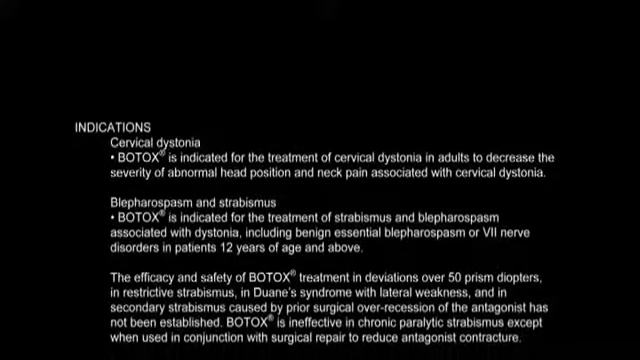 INDICATIONS
Cervical dystonia
• BOTOX® is indicated for the treatment of cervical dystonia in adults to decrease the
severity of abnormal head position and neck pain associated with cervical dystonia.
Blepharospasm and strabismus
• BOTOX® is indicated for the treatment of strabismus and blepharospasm
associated with dystonia, including benign essential blepharospasm or VII nerve
disorders in patients 12 years of age and above.
The efficacy and safety of BOTOX® treatment in deviations over 50 prism diopters,
in restrictive strabismus, in Duane's syndrome with lateral weakness, and in
secondary strabismus caused by prior surgical over-recession of the antagonist has
not been established. BOTOX® is ineffective in chronic paralytic strabismus except
when used in conjunction with surgical repair to reduce antagonist contracture.